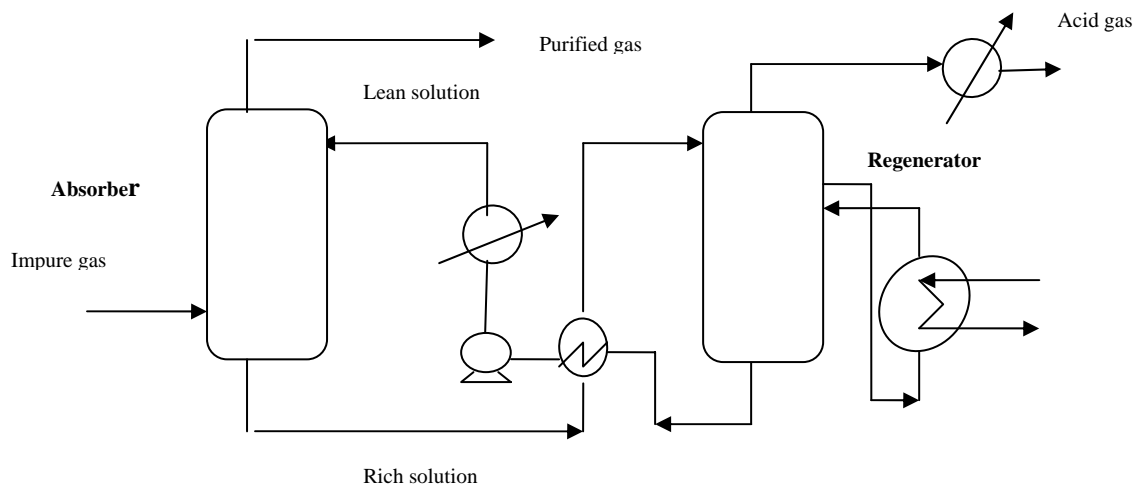 Acid gas
Purified gas
Lean solution
Regenerator
Absorber
Impure gas
Rich solution